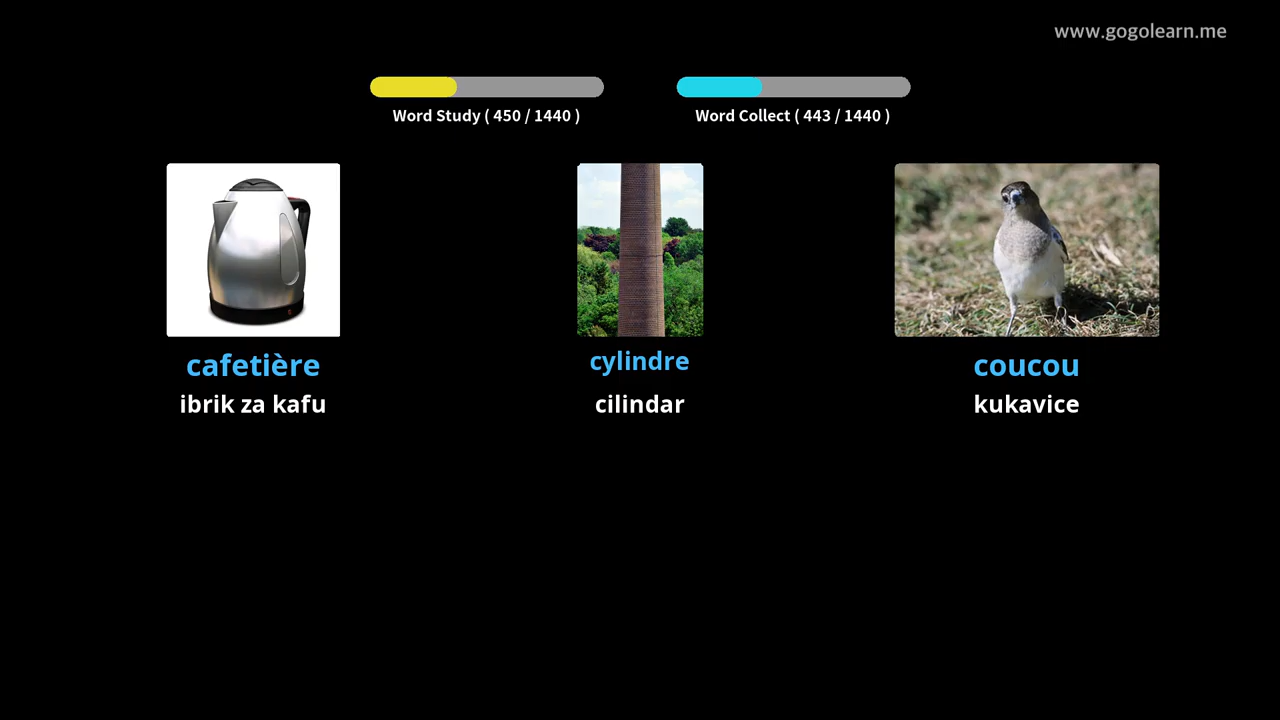 www.gogolearn.me
Word Study ( 450 / 1440 )
Word Collect ( 443 / 1440 )
cafetière
cylindre
coucou
ibrik za kafu
cilindar
kukavice